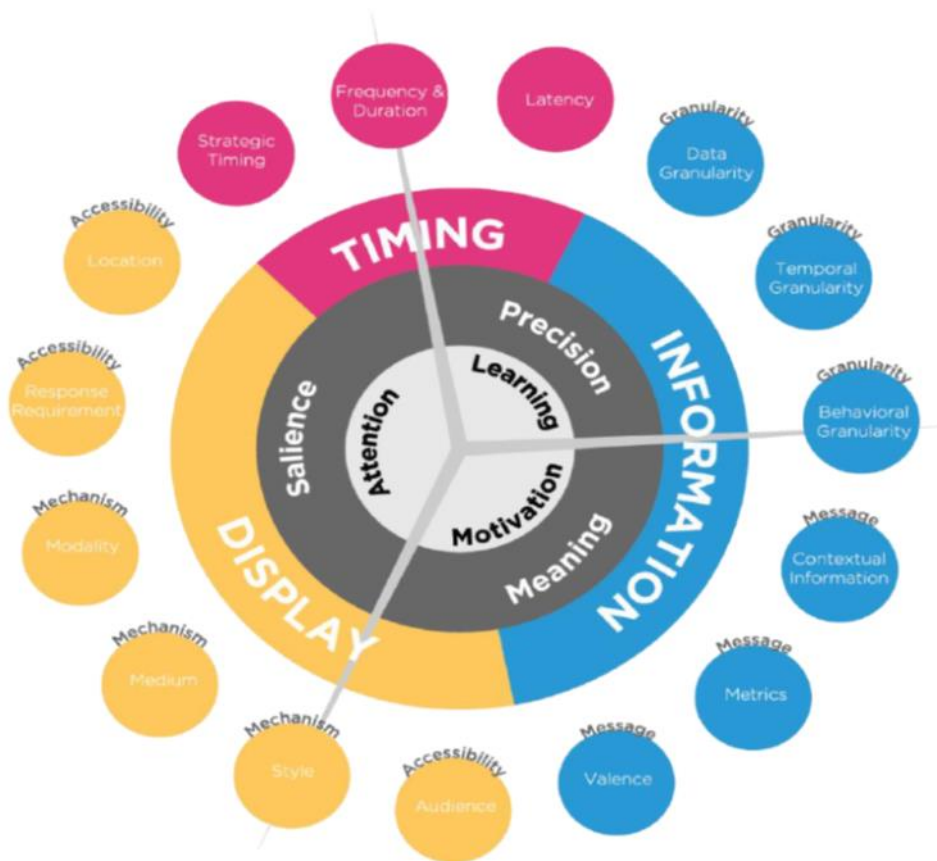 Frequency &
Duration
Latency
Granularity
Data
Granularity
Granularity
Temporal
Granularity
Granularity
Behavioral
Granularity
Message
Contextual
Information
Message
Metrics
Message
Valence
Accessibility
Audience
Mechanism
Style
Mechanism
Medium
Mechanism
Modality
Accessibility
Response
Requirement
Accessibility
Location
Strategic
Timing
TIMING
INFORMATION
DISPLAY
Precision
Meaning
Salience
Learning
Motivation
Attention